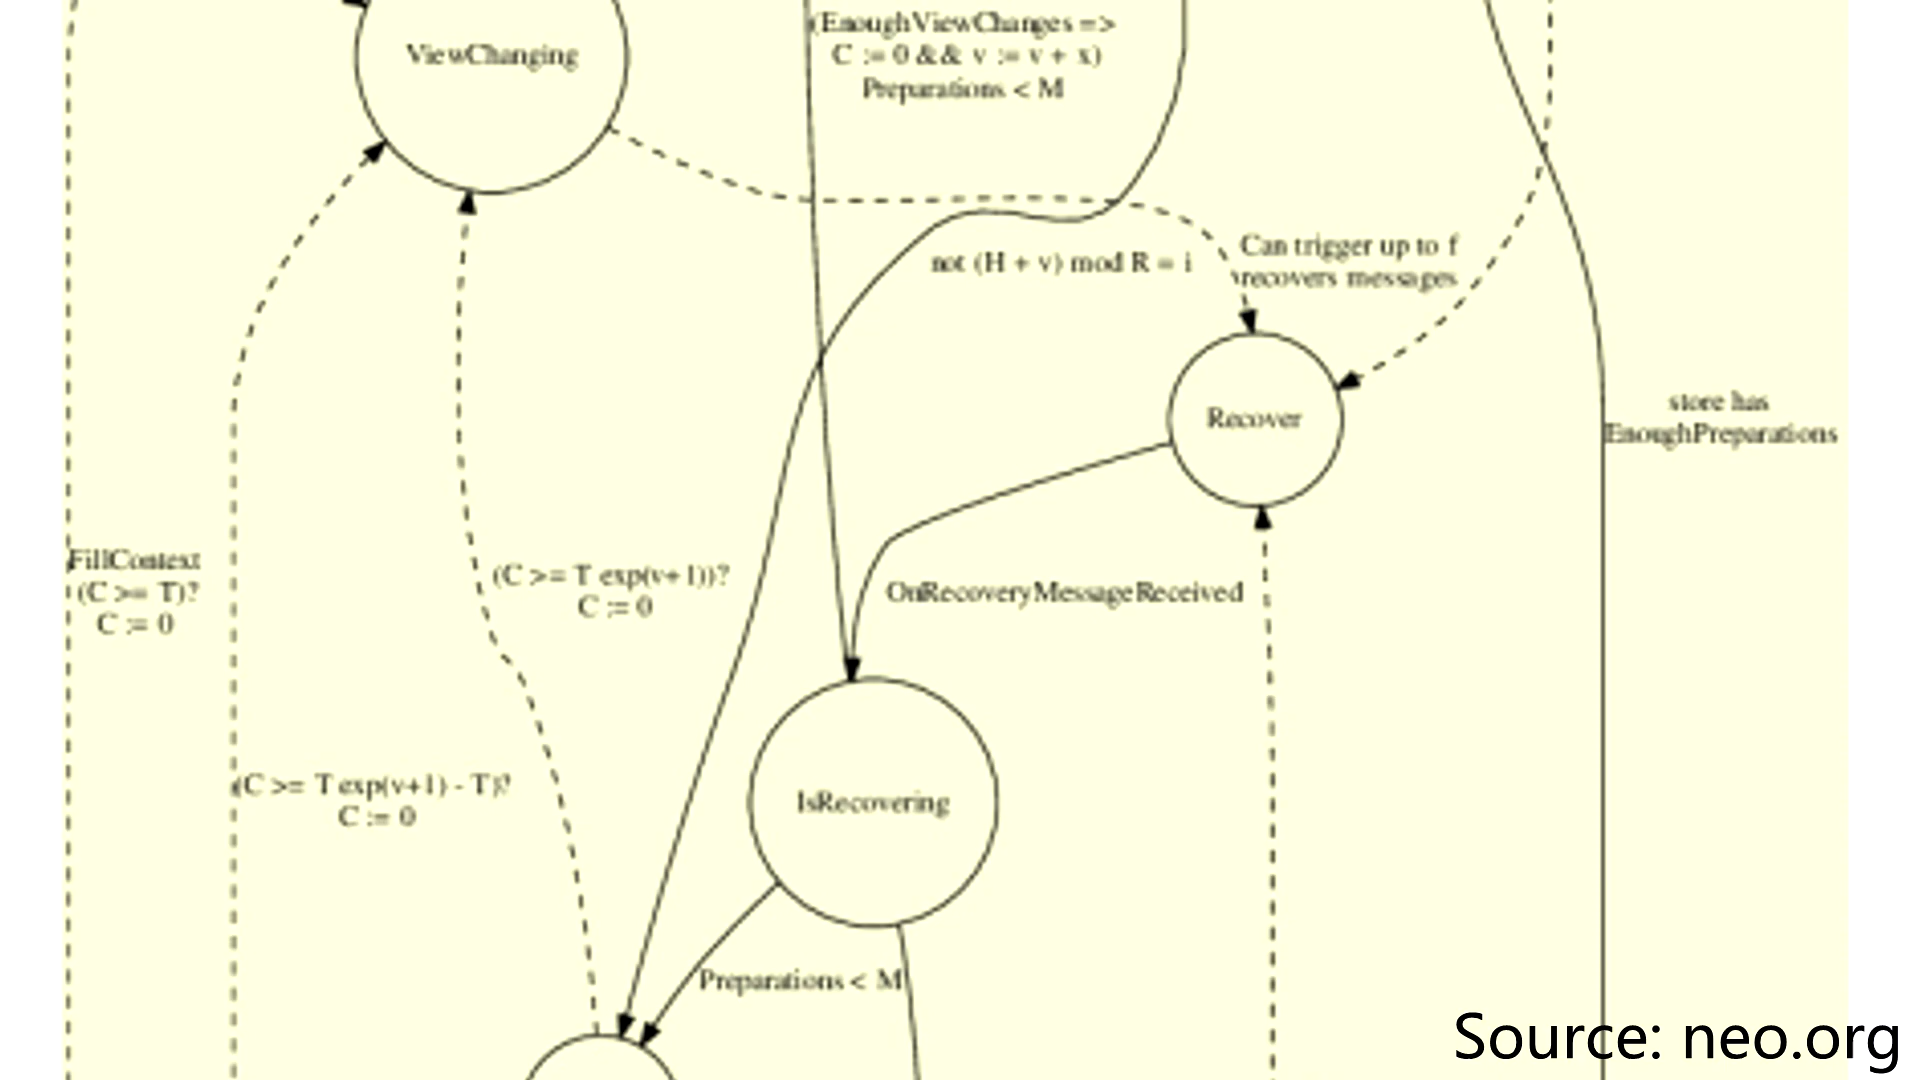 (EnoughViewChanges =>
C := 0 && v := v + x)
Preparations < M
ViewChanging
not (H + v) mod R = i
Can trigger up to f
recovers messages
Recover
store has
EnoughPreparations
FillContext
(C >= T)?
C := 0
(C >= T exp(v+1))?
C := 0
OnRecoveryMessageReceived
(C >= T exp(v+1) - T)?
C := 0
IsRecovering
Preparations < M
Source: neo.org